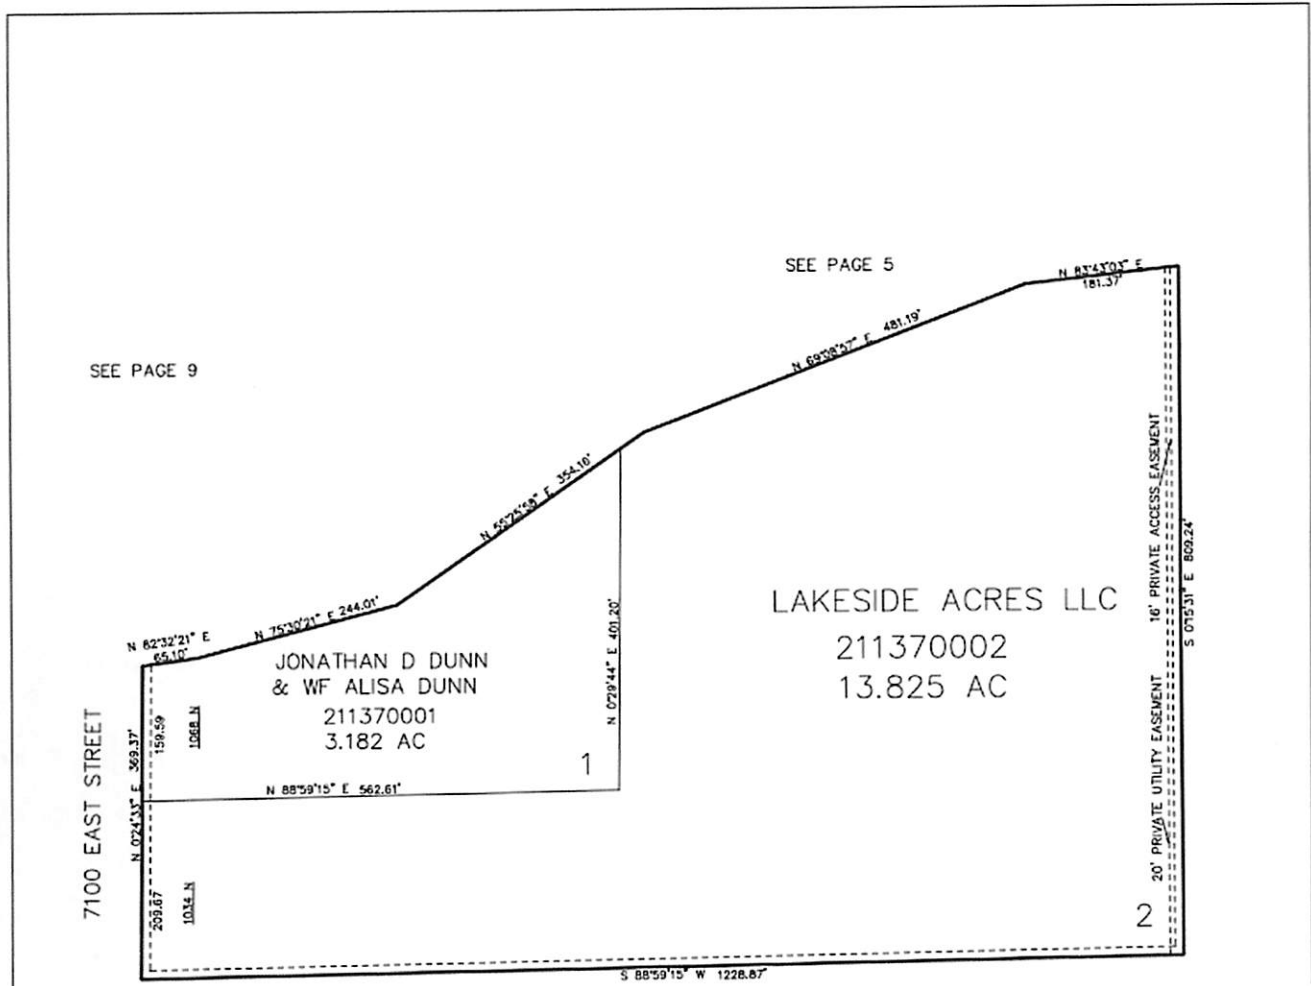 SEE PAGE 5
N 83°43'03" E
181.37'
N 69°08'57" E 481.19'
SEE PAGE 9
N 55°25'58" E 354.16'
N 75°30'21" E 244.01'
N 82°32'21" E
65.10'
JONATHAN D DUNN
& WF ALISA DUNN
211370001
3.182 AC
1
N 0°29'44" E 401.20'
LAKESIDE ACRES LLC
211370002
13.825 AC
2
16' PRIVATE ACCESS EASEMENT
20' PRIVATE UTILITY EASEMENT
S 0°15'31" E 809.24'
7100 EAST STREET
N 0°24'33" E 369.37'
159.59
1068 N
N 88°59'15" E 562.61'
209.67
1034 N
S 88°59'15" W 1228.87'